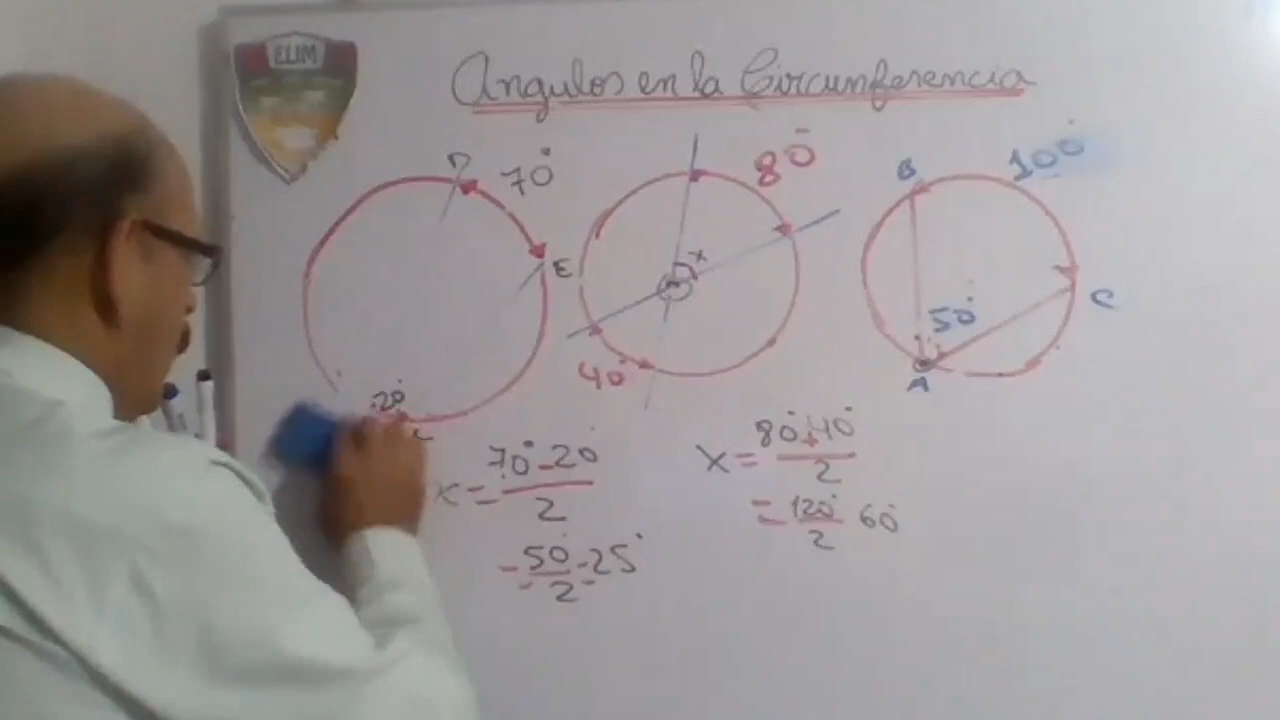 ELIM
Angulos en la Circunferencia
D
70°
E
20°
80°
x
40°
B
100°
C
50°
A
x = 70° - 20°
2
= 50° = 25°
2
x = 80° + 40°
2
= 120° 60°
2